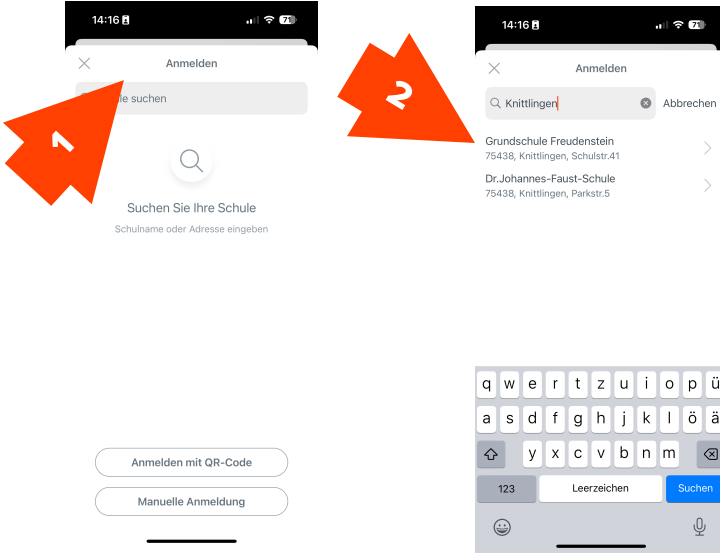 14:16
71
Anmelden
le suchen
Suchen Sie Ihre Schule
Schulname oder Adresse eingeben
Anmelden mit QR-Code
Manuelle Anmeldung
1
2
14:16
71
Anmelden
Knittlingen
Abbrechen
Grundschule Freudenstein
75438, Knittlingen, Schulstr.41
Dr.Johannes-Faust-Schule
75438, Knittlingen, Parkstr.5
q w e r t z u i o p ü
a s d f g h j k l ö ä
y x c v b n m
123 Leerzeichen Suchen